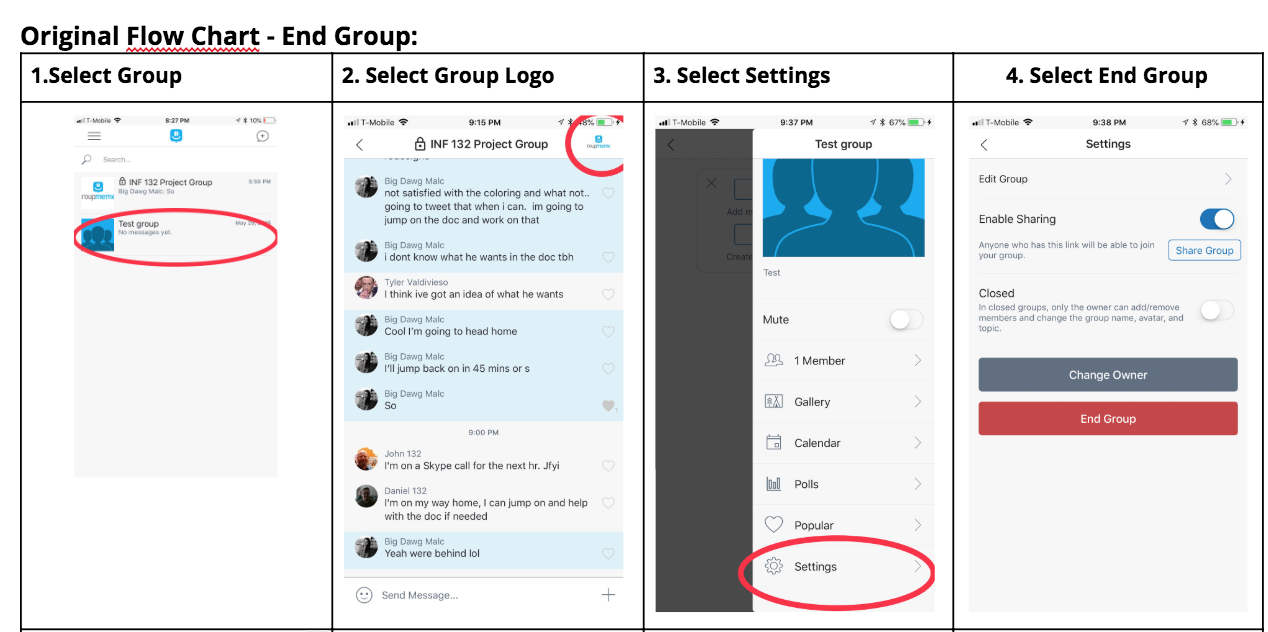 Original Flow Chart - End Group:
1.Select Group
2. Select Group Logo
3. Select Settings
4. Select End Group
T-Mobile 8:27 PM 10%
Search...
INF 132 Project Group 9:50 PM
Big Dawg Malc: So
roupmeme
Test group
No messages yet.
T-Mobile 9:15 PM
INF 132 Project Group
roupmeme
Big Dawg Malc
not satisfied with the coloring and what not..
going to tweet that when i can. im going to
jump on the doc and work on that
Big Dawg Malc
i dont know what he wants in the doc tbh
Tyler Valdivieso
I think ive got an idea of what he wants
Big Dawg Malc
Cool I'm going to head home
Big Dawg Malc
I'll jump back on in 45 mins or s
Big Dawg Malc
So
1
9:00 PM
John 132
I'm on a Skype call for the next hr. Jfyi
Daniel 132
I'm on my way home, I can jump on and help
with the doc if needed
Big Dawg Malc
Yeah were behind lol
Send Message...
T-Mobile 9:37 PM 67%
Test group
Add m
Create
Test
Mute
1 Member
Gallery
Calendar
Polls
Popular
Settings
T-Mobile 9:38 PM 68%
Settings
Edit Group
Enable Sharing
Anyone who has this link will be able to join
your group.
Share Group
Closed
In closed groups, only the owner can add/remove
members and change the group name, avatar, and
topic.
Change Owner
End Group